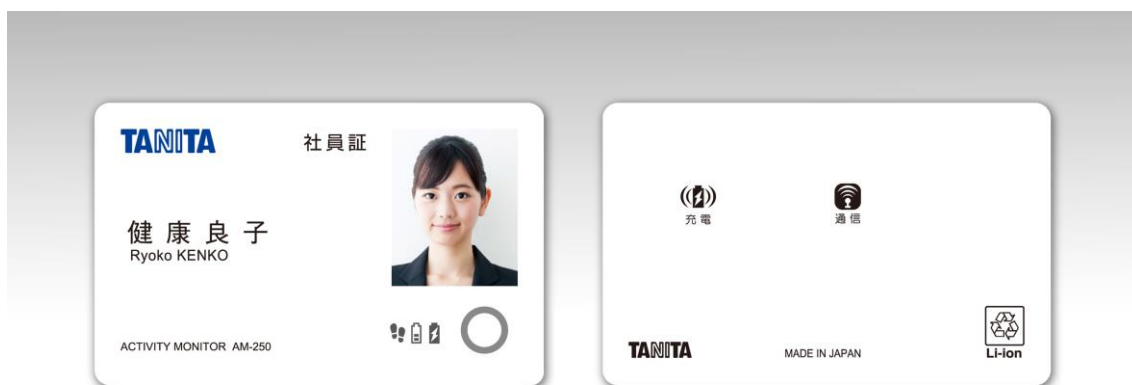 TANITA
社員証
健康良子
Ryoko KENKO
ACTIVITY MONITOR AM-250
充電
通信
TANITA
MADE IN JAPAN
Li-ion